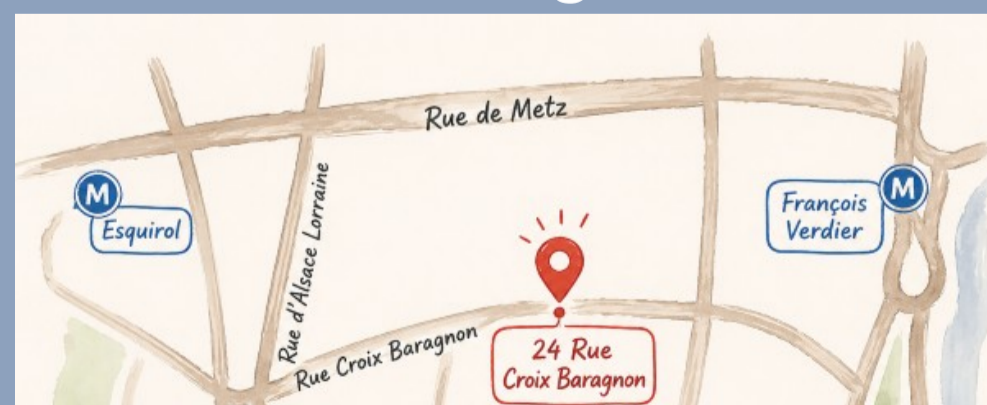 Rue de Metz
M
Esquirol
Rue d'Alsace Lorraine
M
François
Verdier
Rue Croix Baragnon
24 Rue
Croix Baragnon